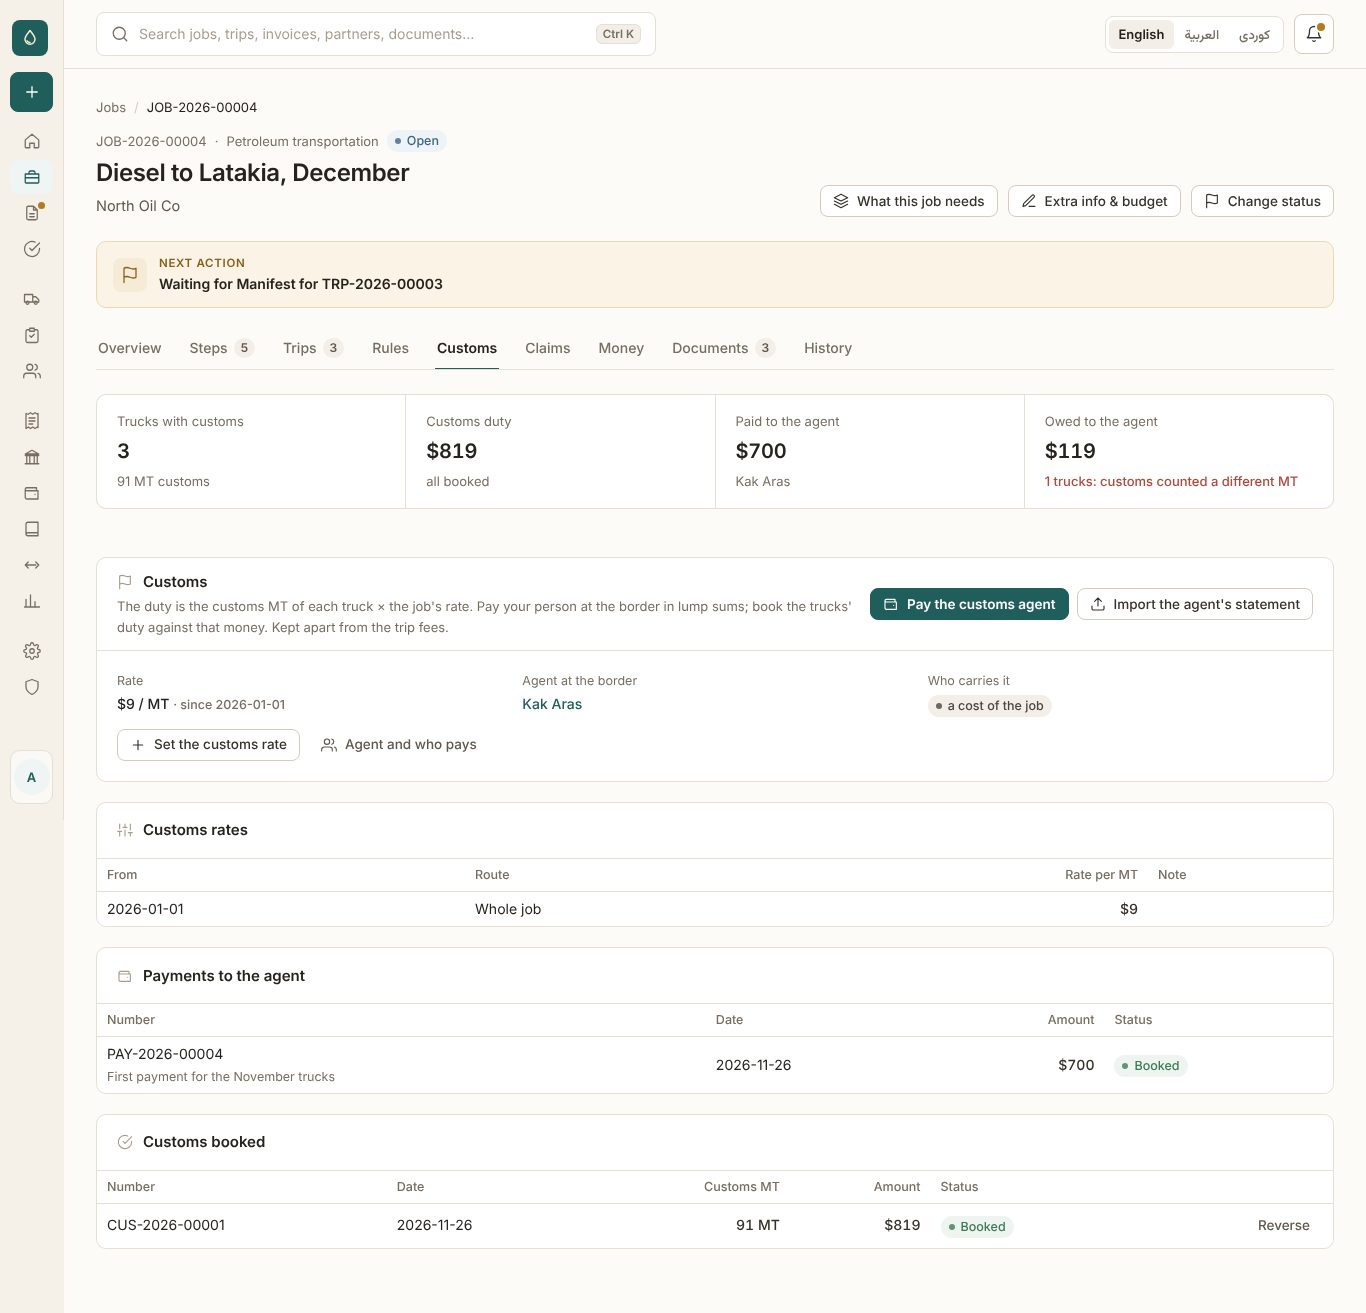 Search jobs, trips, invoices, partners, documents...
Ctrl K
English
العربية
کوردی
Jobs / JOB-2026-00004
JOB-2026-00004 · Petroleum transportation
Open
Diesel to Latakia, December
North Oil Co
What this job needs
Extra info & budget
Change status
NEXT ACTION
Waiting for Manifest for TRP-2026-00003
Overview
Steps 5
Trips 3
Rules
Customs
Claims
Money
Documents 3
History
Trucks with customs
3
91 MT customs
Customs duty
$819
all booked
Paid to the agent
$700
Kak Aras
Owed to the agent
$119
1 trucks: customs counted a different MT
Customs
The duty is the customs MT of each truck × the job's rate. Pay your person at the border in lump sums; book the trucks'
duty against that money. Kept apart from the trip fees.
Pay the customs agent
Import the agent's statement
Rate
$9 / MT · since 2026-01-01
Agent at the border
Kak Aras
Who carries it
a cost of the job
Set the customs rate
Agent and who pays
Customs rates
From Route Rate per MT Note
2026-01-01 Whole job $9
Payments to the agent
Number Date Amount Status
PAY-2026-00004
First payment for the November trucks
2026-11-26 $700 Booked
Customs booked
Number Date Customs MT Amount Status
CUS-2026-00001 2026-11-26 91 MT $819 Booked Reverse
A